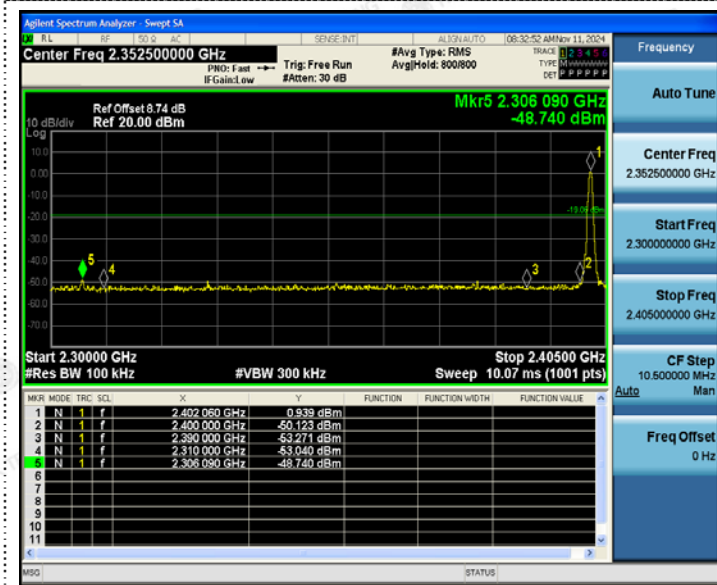 Agilent Spectrum Analyzer - Swept SA
RL RF 50 Ω AC SENSE:INT ALIGN AUTO 08:32:52 AM Nov 11, 2024
Center Freq 2.352500000 GHz
PNO: Fast
IFGain:Low
Trig: Free Run
#Atten: 30 dB
#Avg Type: RMS
Avg|Hold: 800/800
TRACE 1 2 3 4 5 6
TYPE M
DET P P P P P P
Mkr5 2.306 090 GHz
-48.740 dBm
Ref Offset 8.74 dB
Ref 20.00 dBm
10 dB/div
Log
10.0
0.00
-10.0
-20.0
-30.0
-40.0
-50.0
-60.0
-70.0
1
2
3
4
5
Start 2.30000 GHz
Stop 2.40500 GHz
#Res BW 100 kHz
#VBW 300 kHz
Sweep 10.07 ms (1001 pts)
MKR MODE TRC SCL X Y FUNCTION FUNCTION WIDTH FUNCTION VALUE
1 N 1 f 2.402 060 GHz 0.939 dBm
2 N 1 f 2.400 000 GHz -50.123 dBm
3 N 1 f 2.390 000 GHz -53.271 dBm
4 N 1 f 2.310 000 GHz -53.040 dBm
5 N 1 f 2.306 090 GHz -48.740 dBm
6
7
8
9
10
11
MSG
STATUS
Frequency
Auto Tune
Center Freq
2.352500000 GHz
Start Freq
2.300000000 GHz
Stop Freq
2.405000000 GHz
CF Step
10.500000 MHz
Auto Man
Freq Offset
0 Hz